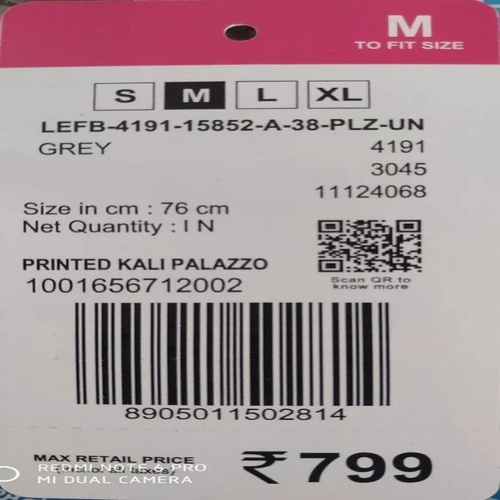 M
TO FIT SIZE
S M L XL
LEFB-4191-15852-A-38-PLZ-UN
GREY 4191
3045
11124068
Size in cm : 76 cm
Net Quantity : I N
Scan QR to
know more
PRINTED KALI PALAZZO
1001656712002
8905011502814
MAX RETAIL PRICE
₹799
REDMI NOTE 6 PRO
MI DUAL CAMERA